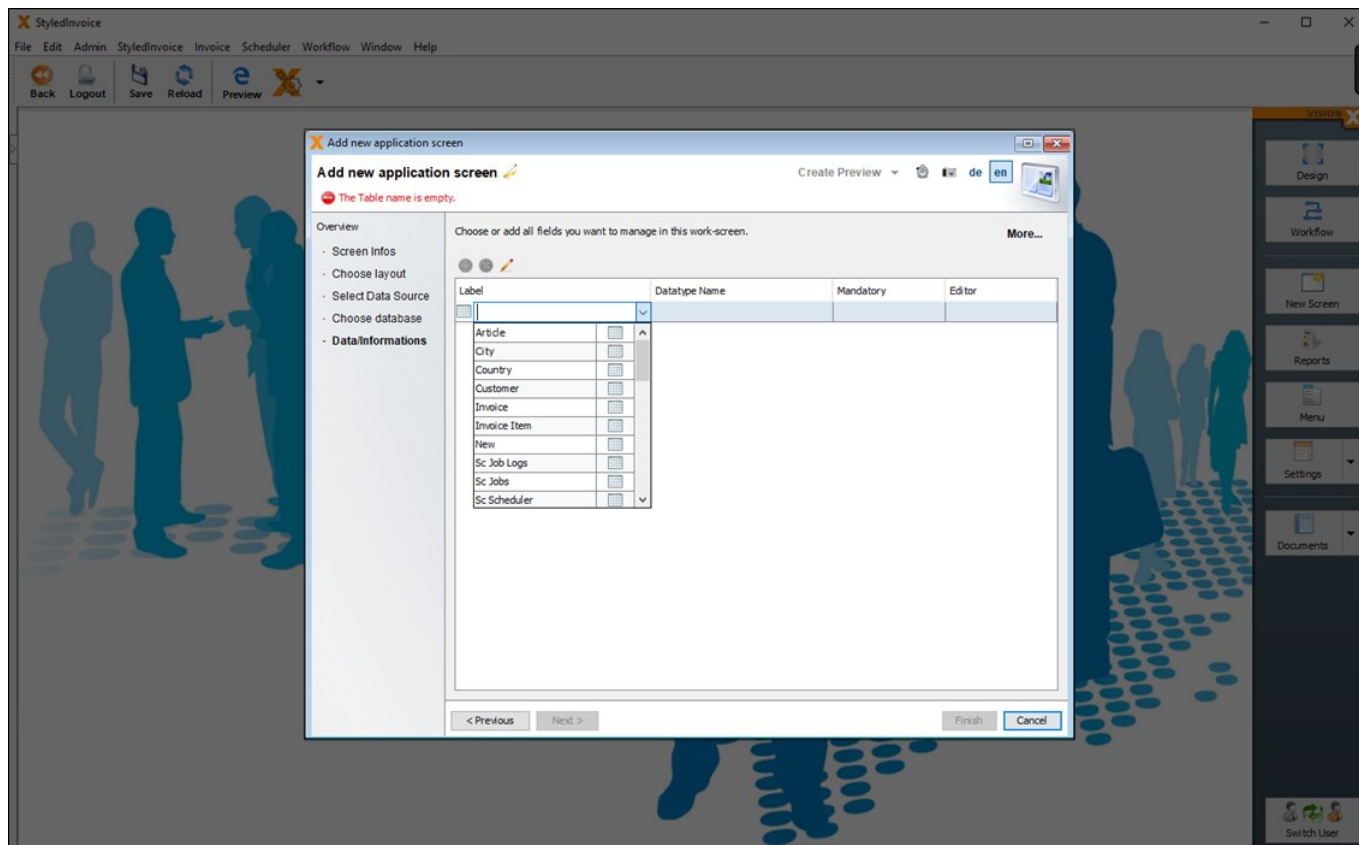 StyledInvoice
File Edit Admin StyledInvoice Invoice Scheduler Workflow Window Help
Back Logout Save Reload Preview
VISION
Design
Workflow
New Screen
Reports
Menu
Settings
Documents
Switch User
Add new application screen
Add new application screen
Create Preview de en
The Table name is empty.
Overview
· Screen Infos
· Choose layout
· Select Data Source
· Choose database
· Data/Informations
Choose or add all fields you want to manage in this work-screen.
More...
Label Datatype Name Mandatory Editor
Article
City
Country
Customer
Invoice
Invoice Item
New
Sc Job Logs
Sc Jobs
Sc Scheduler
< Previous Next > Finish Cancel